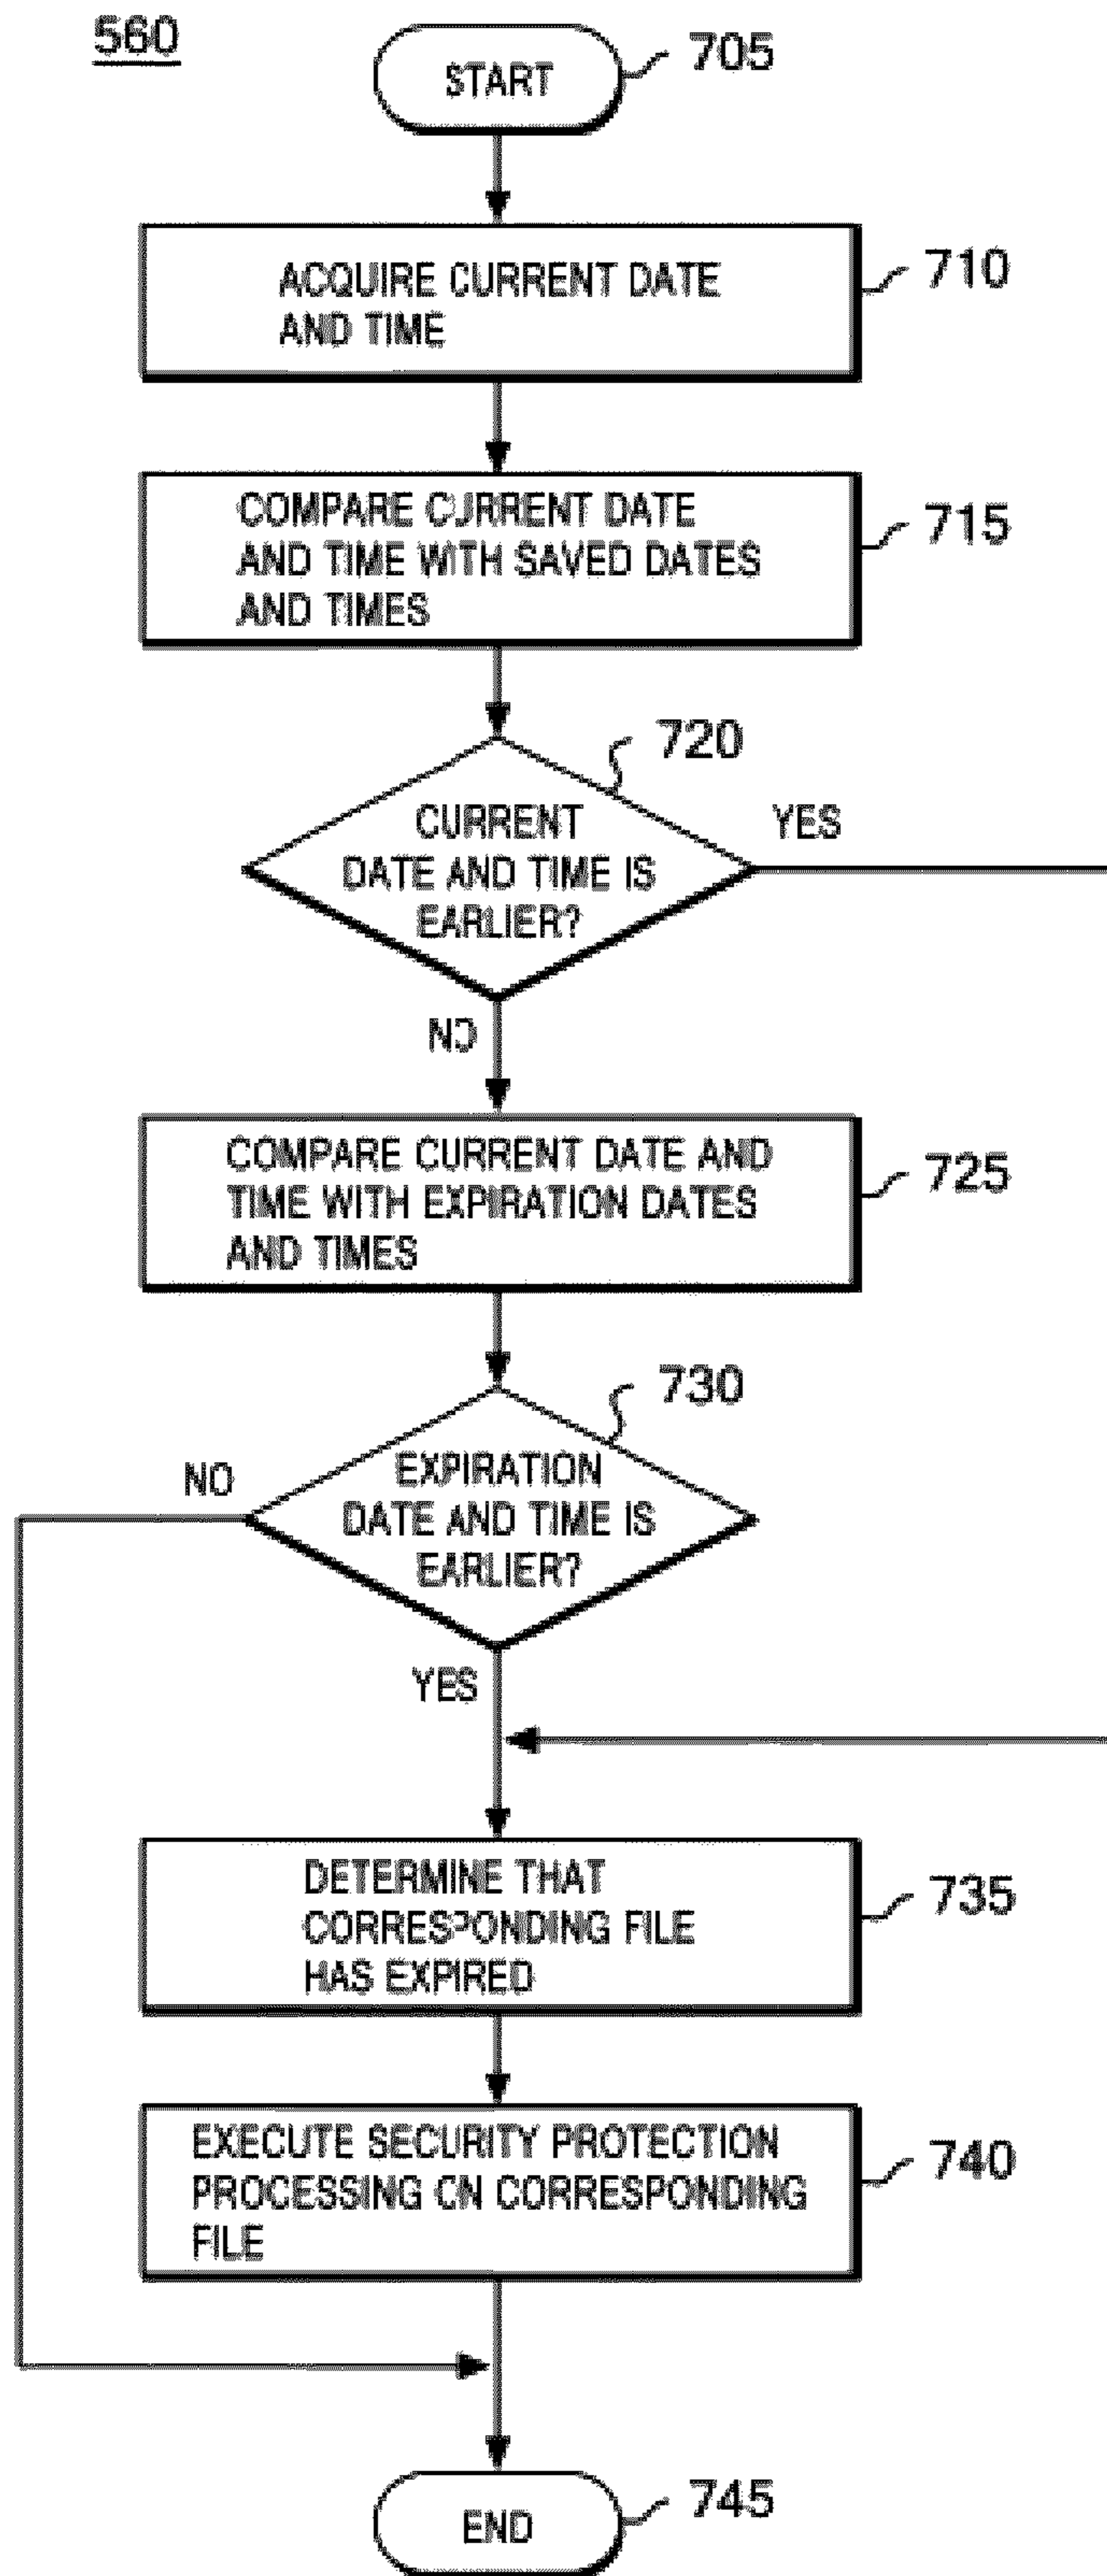 560
START
705
ACQUIRE CURRENT DATE
AND TIME
710
COMPARE CURRENT DATE
AND TIME WITH SAVED DATES
AND TIMES
715
720
CURRENT
DATE AND TIME IS
EARLIER?
YES
NO
COMPARE CURRENT DATE AND
TIME WITH EXPIRATION DATES
AND TIMES
725
730
EXPIRATION
DATE AND TIME IS
EARLIER?
NO
YES
DETERMINE THAT
CORRESPONDING FILE
HAS EXPIRED
735
EXECUTE SECURITY PROTECTION
PROCESSING ON CORRESPONDING
FILE
740
END
745